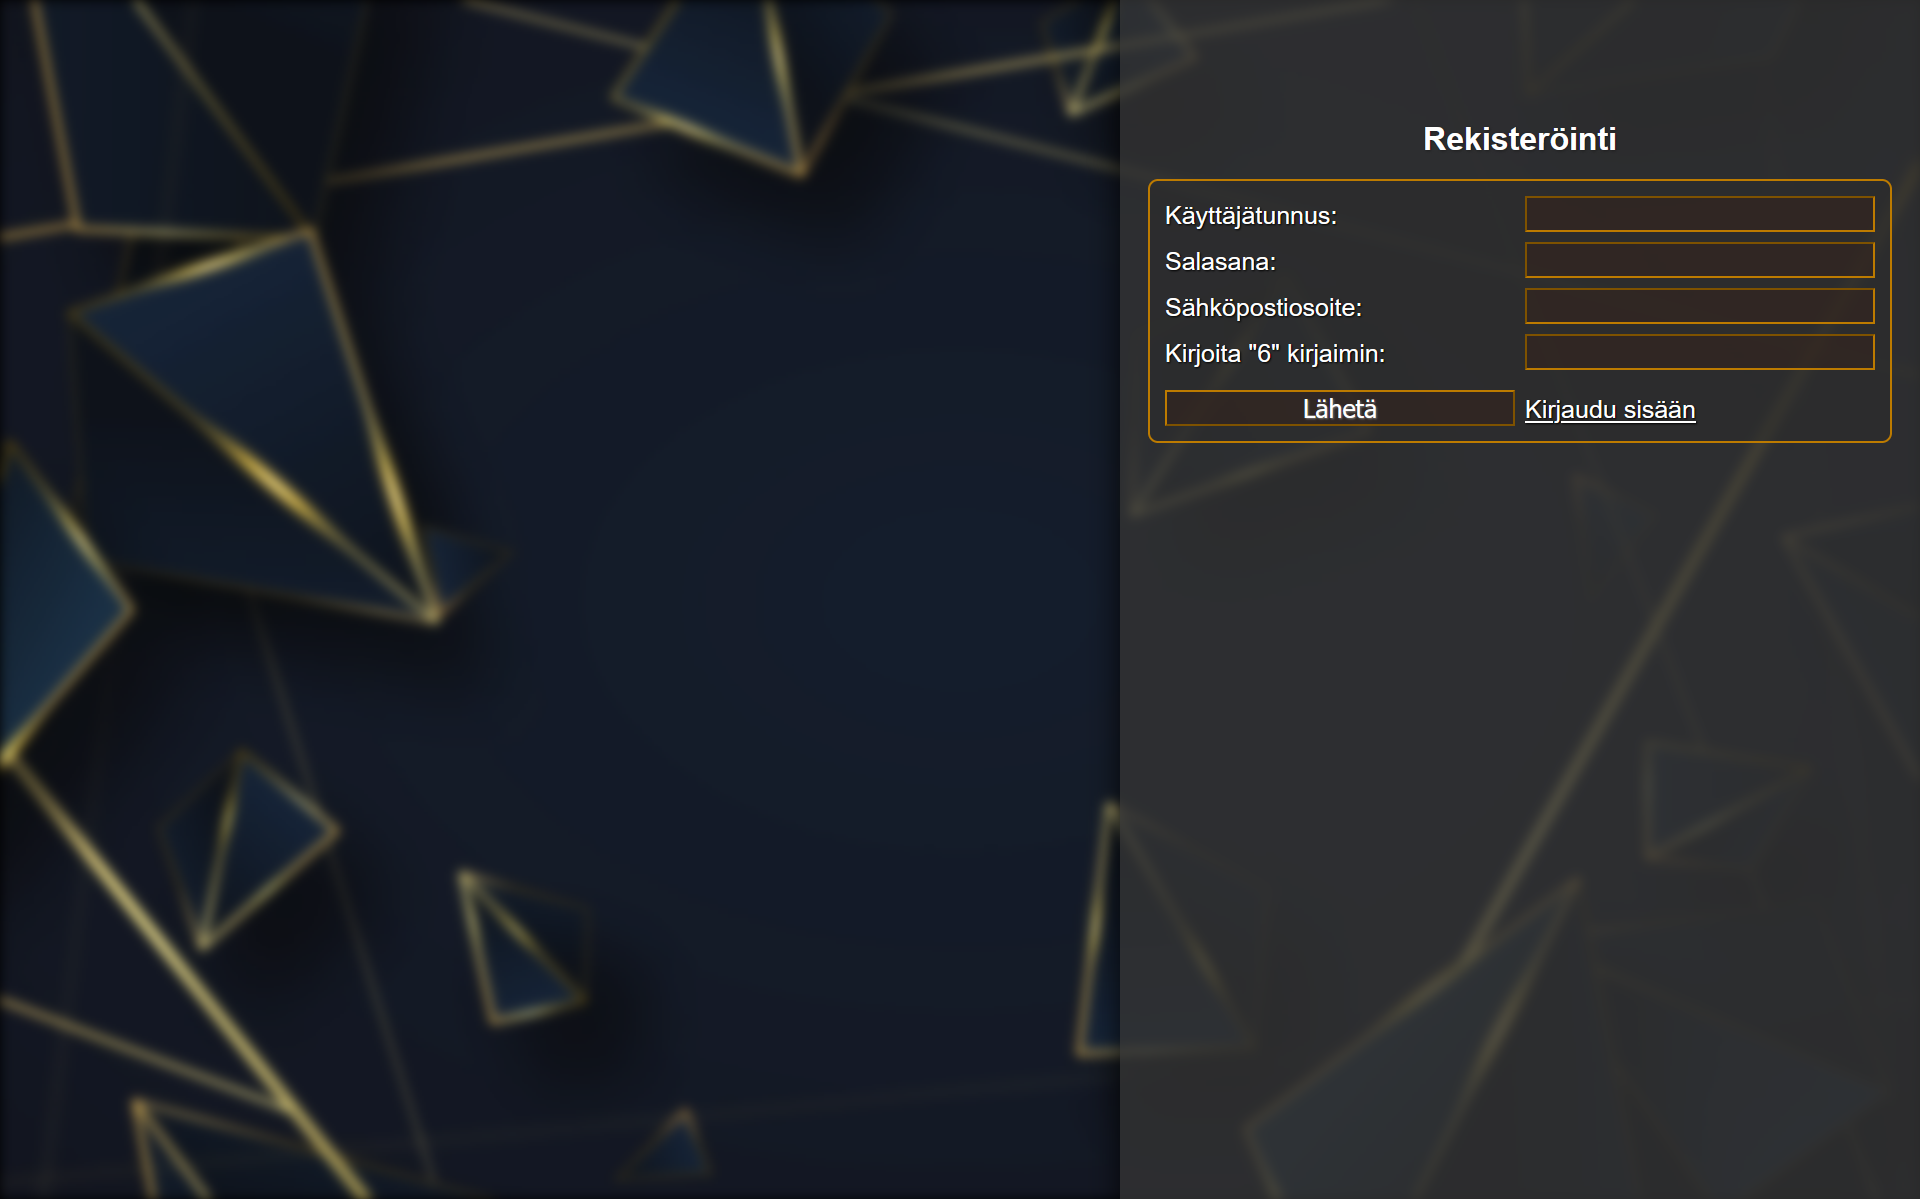 Rekisteröinti
Käyttäjätunnus:
Salasana:
Sähköpostiosoite:
Kirjoita "6" kirjaimin:
Lähetä Kirjaudu sisään